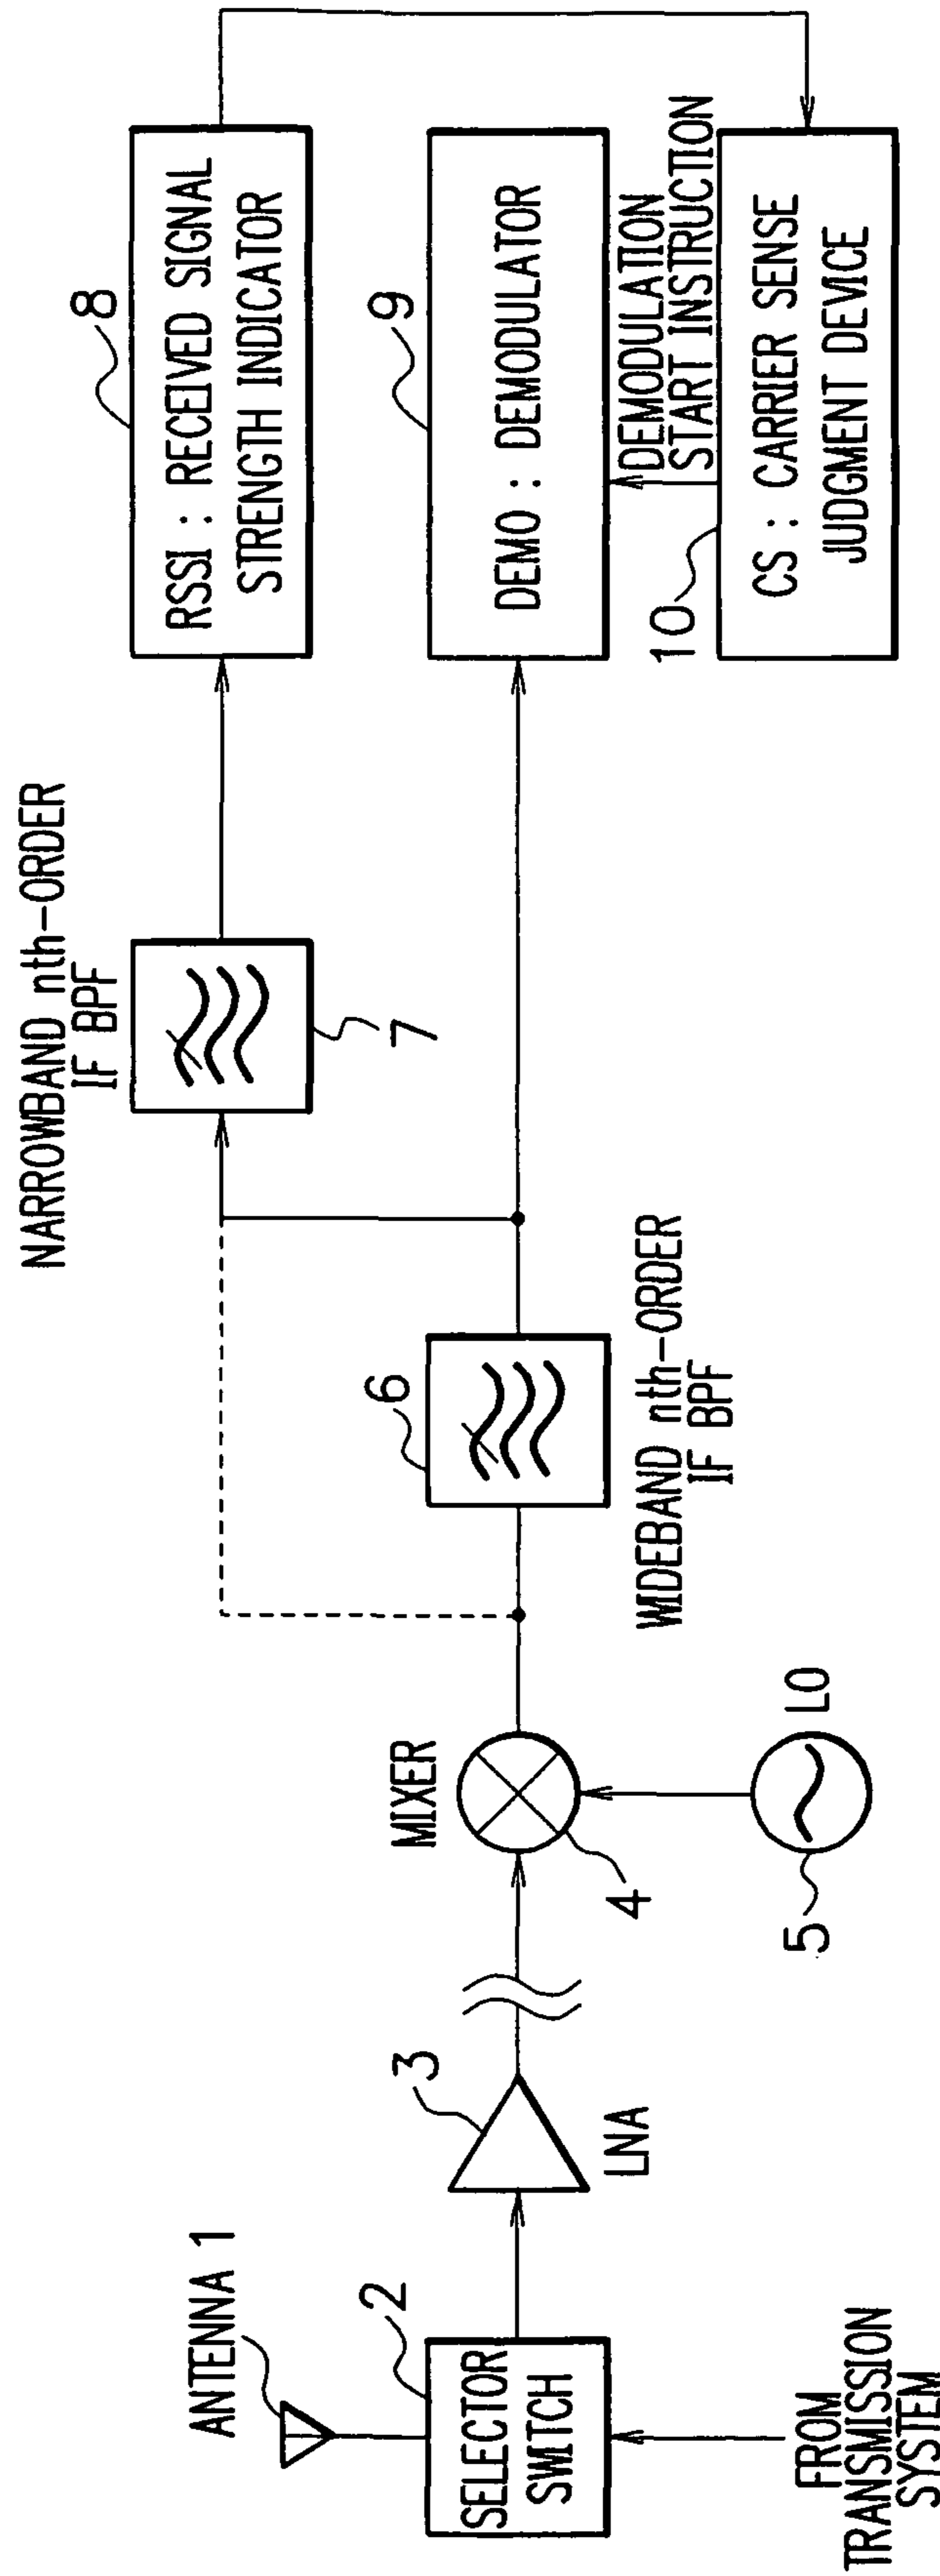 ANTENNA 1
2
SELECTOR
SWITCH
FROM
TRANSMISSION
SYSTEM
3
LNA
MIXER
4
5
LO
6
WIDEBAND nth-ORDER
IF BPF
NARROWBAND nth-ORDER
IF BPF
7
8
RSSI : RECEIVED SIGNAL
STRENGTH INDICATOR
9
DEMO : DEMODULATOR
DEMODULATION
START INSTRUCTION
10
CS : CARRIER SENSE
JUDGMENT DEVICE